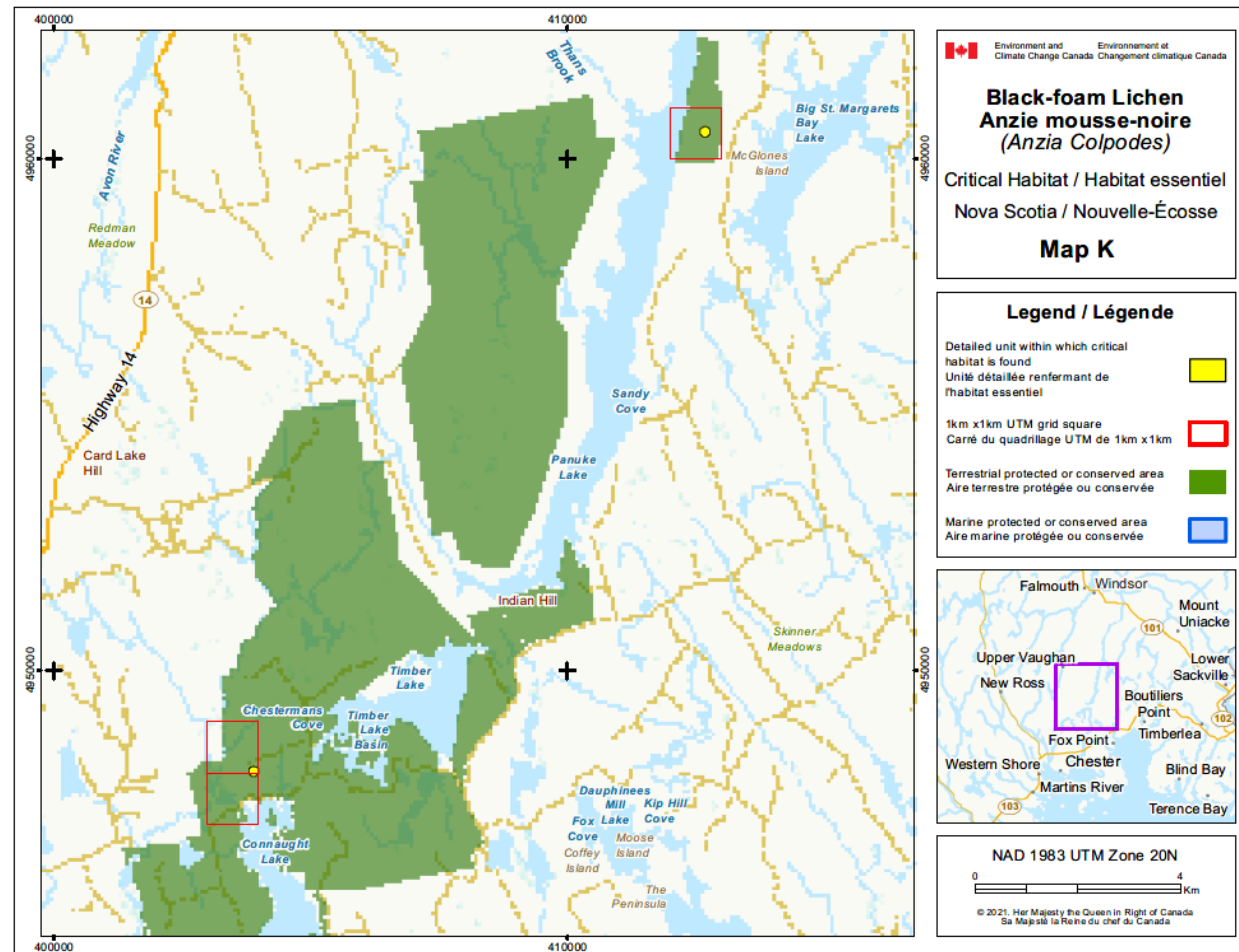 400000
410000
4960000
4960000
4950000
4950000
400000
410000
Thans
Brook
Avon River
Big St. Margarets
Bay
Lake
McGlones
Island
Redman
Meadow
14
Highway 14
Sandy
Cove
Card Lake
Hill
Panuke
Lake
Indian Hill
Skinner
Meadows
Timber
Lake
Chestermans
Cove
Timber
Lake
Basin
Dauphinees
Mill
Lake
Kip Hill
Cove
Fox
Cove
Moose
Island
Connaught
Lake
Coffey
Island
The
Peninsula
Environment and
Climate Change Canada
Environnement et
Changement climatique Canada
Black-foam Lichen
Anzie mousse-noire
(Anzia Colpodes)
Critical Habitat / Habitat essentiel
Nova Scotia / Nouvelle-Écosse
Map K
Legend / Légende
Detailed unit within which critical
habitat is found
Unité détaillée renfermant de
l'habitat essentiel
1km x1km UTM grid square
Carré du quadrillage UTM de 1km x1km
Terrestrial protected or conserved area
Aire terrestre protégée ou conservée
Marine protected or conserved area
Aire marine protégée ou conservée
Falmouth
Windsor
Mount
Uniacke
101
Upper Vaughan
Lower
Sackville
New Ross
Boutiliers
Point
102
Timberlea
Fox Point
Western Shore
Chester
Blind Bay
Martins River
103
Terence Bay
NAD 1983 UTM Zone 20N
0 4
Km
© 2021. Her Majesty the Queen in Right of Canada
Sa Majesté la Reine du chef du Canada